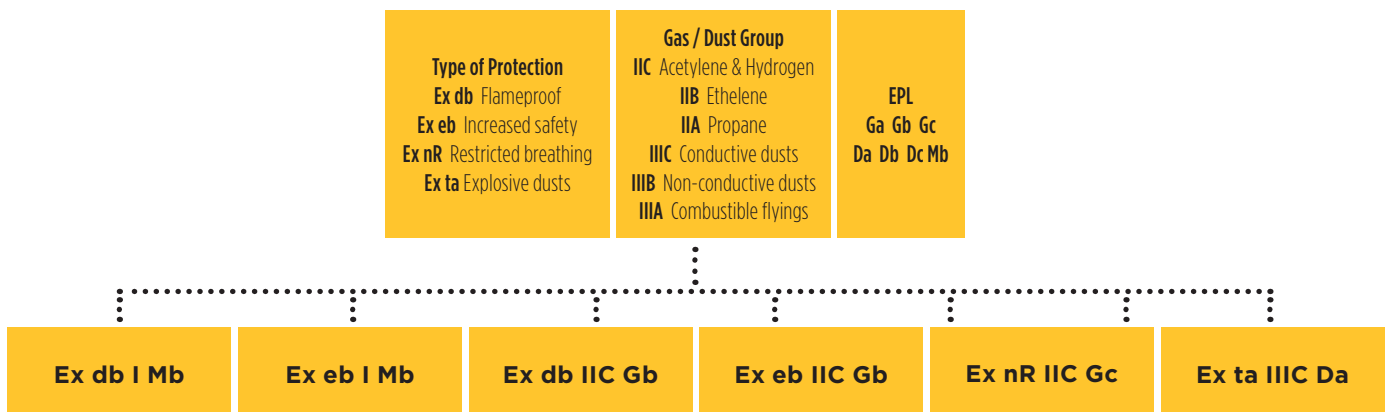 Type of Protection
Ex db Flameproof
Ex eb Increased safety
Ex nR Restricted breathing
Ex ta Explosive dusts
Gas / Dust Group
IIC Acetylene & Hydrogen
IIB Ethelene
IIA Propane
IIIC Conductive dusts
IIIB Non-conductive dusts
IIIA Combustible flyings
EPL
Ga Gb Gc
Da Db Dc Mb
Ex db I Mb
Ex eb I Mb
Ex db IIC Gb
Ex eb IIC Gb
Ex nR IIC Gc
Ex ta IIIC Da